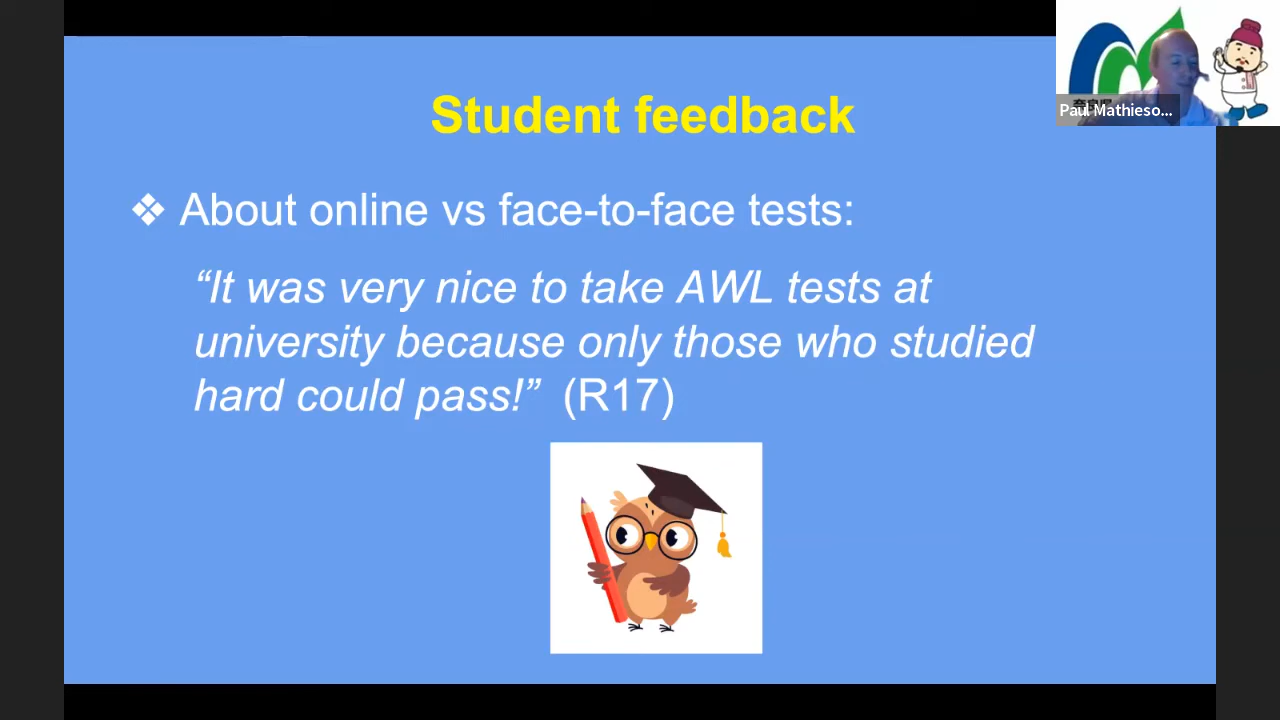 Student feedback
❖ About online vs face-to-face tests:
“It was very nice to take AWL tests at
university because only those who studied
hard could pass!” (R17)
Paul Mathieso...